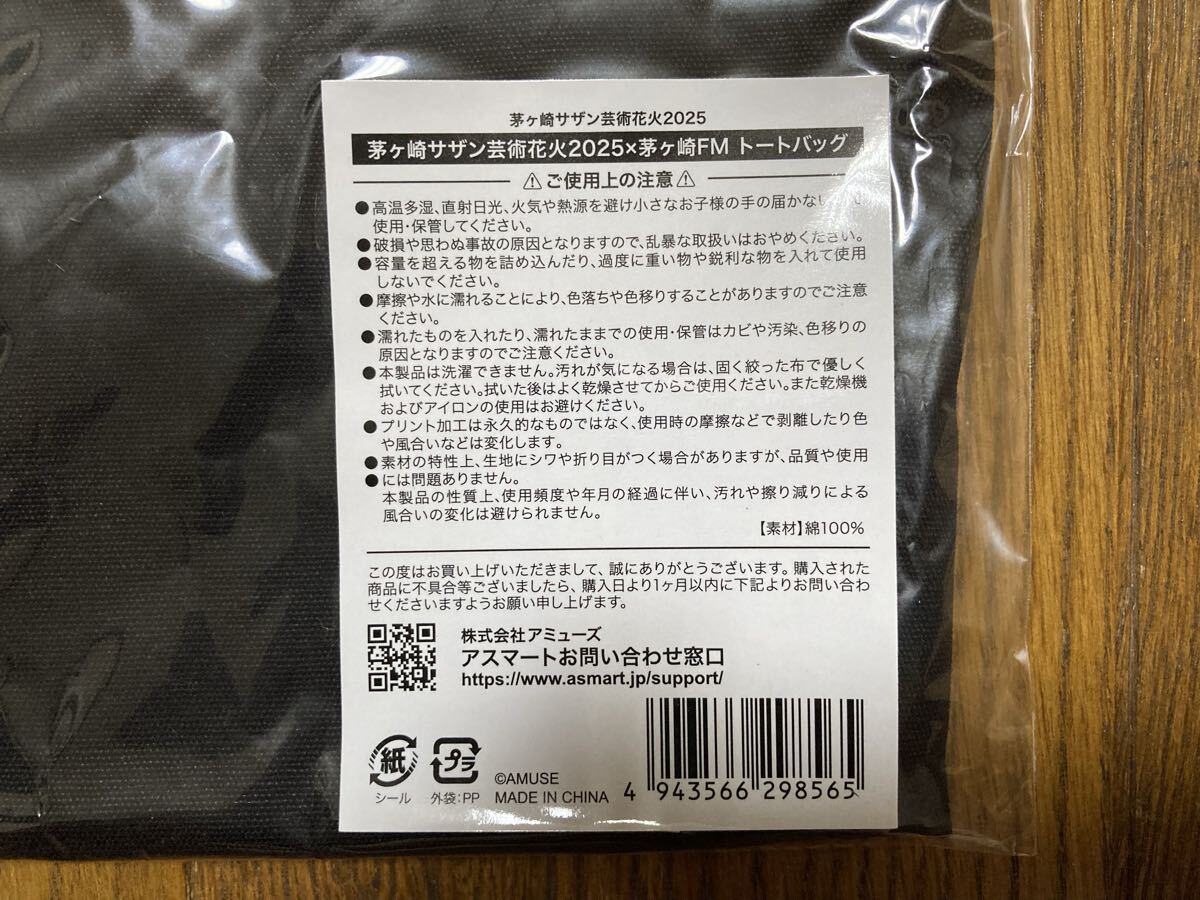 茅ヶ崎サザン芸術花火2025
茅ヶ崎サザン芸術花火2025×茅ヶ崎FM トートバッグ
⚠ご使用上の注意⚠
●高温多湿、直射日光、火気や熱源を避け小さなお子様の手の届かない
使用・保管してください。
●破損や思わぬ事故の原因となりますので、乱暴な取扱いはおやめください。
●容量を超える物を詰め込んだり、過度に重い物や鋭利な物を入れて使用
しないでください。
●摩擦や水に濡れることにより、色落ちや色移りすることがありますのでご注意
ください。
●濡れたものを入れたり、濡れたままでの使用・保管はカビや汚染、色移りの
原因となりますのでご注意ください。
●本製品は洗濯できません。汚れが気になる場合は、固く絞った布で優しく
拭いてください。拭いた後はよく乾燥させてからご使用ください。また乾燥機
およびアイロンの使用はお避けください。
●プリント加工は永久的なものではなく、使用時の摩擦などで剥離したり色
や風合いなどは変化します。
●素材の特性上、生地にシワや折り目がつく場合がありますが、品質や使用
●には問題ありません。
本製品の性質上、使用頻度や年月の経過に伴い、汚れや擦り減りによる
風合いの変化は避けられません。
【素材】綿100%
この度はお買い上げいただきまして、誠にありがとうございます。購入された
商品に不具合等ございましたら、購入日より1ヶ月以内に下記よりお問い合わ
せくださいますようお願い申し上げます。
株式会社アミューズ
アスマートお問い合わせ窓口
https://www.asmart.jp/support/
紙
シール
プラ
外袋:PP
©AMUSE
MADE IN CHINA
4 943566 298565